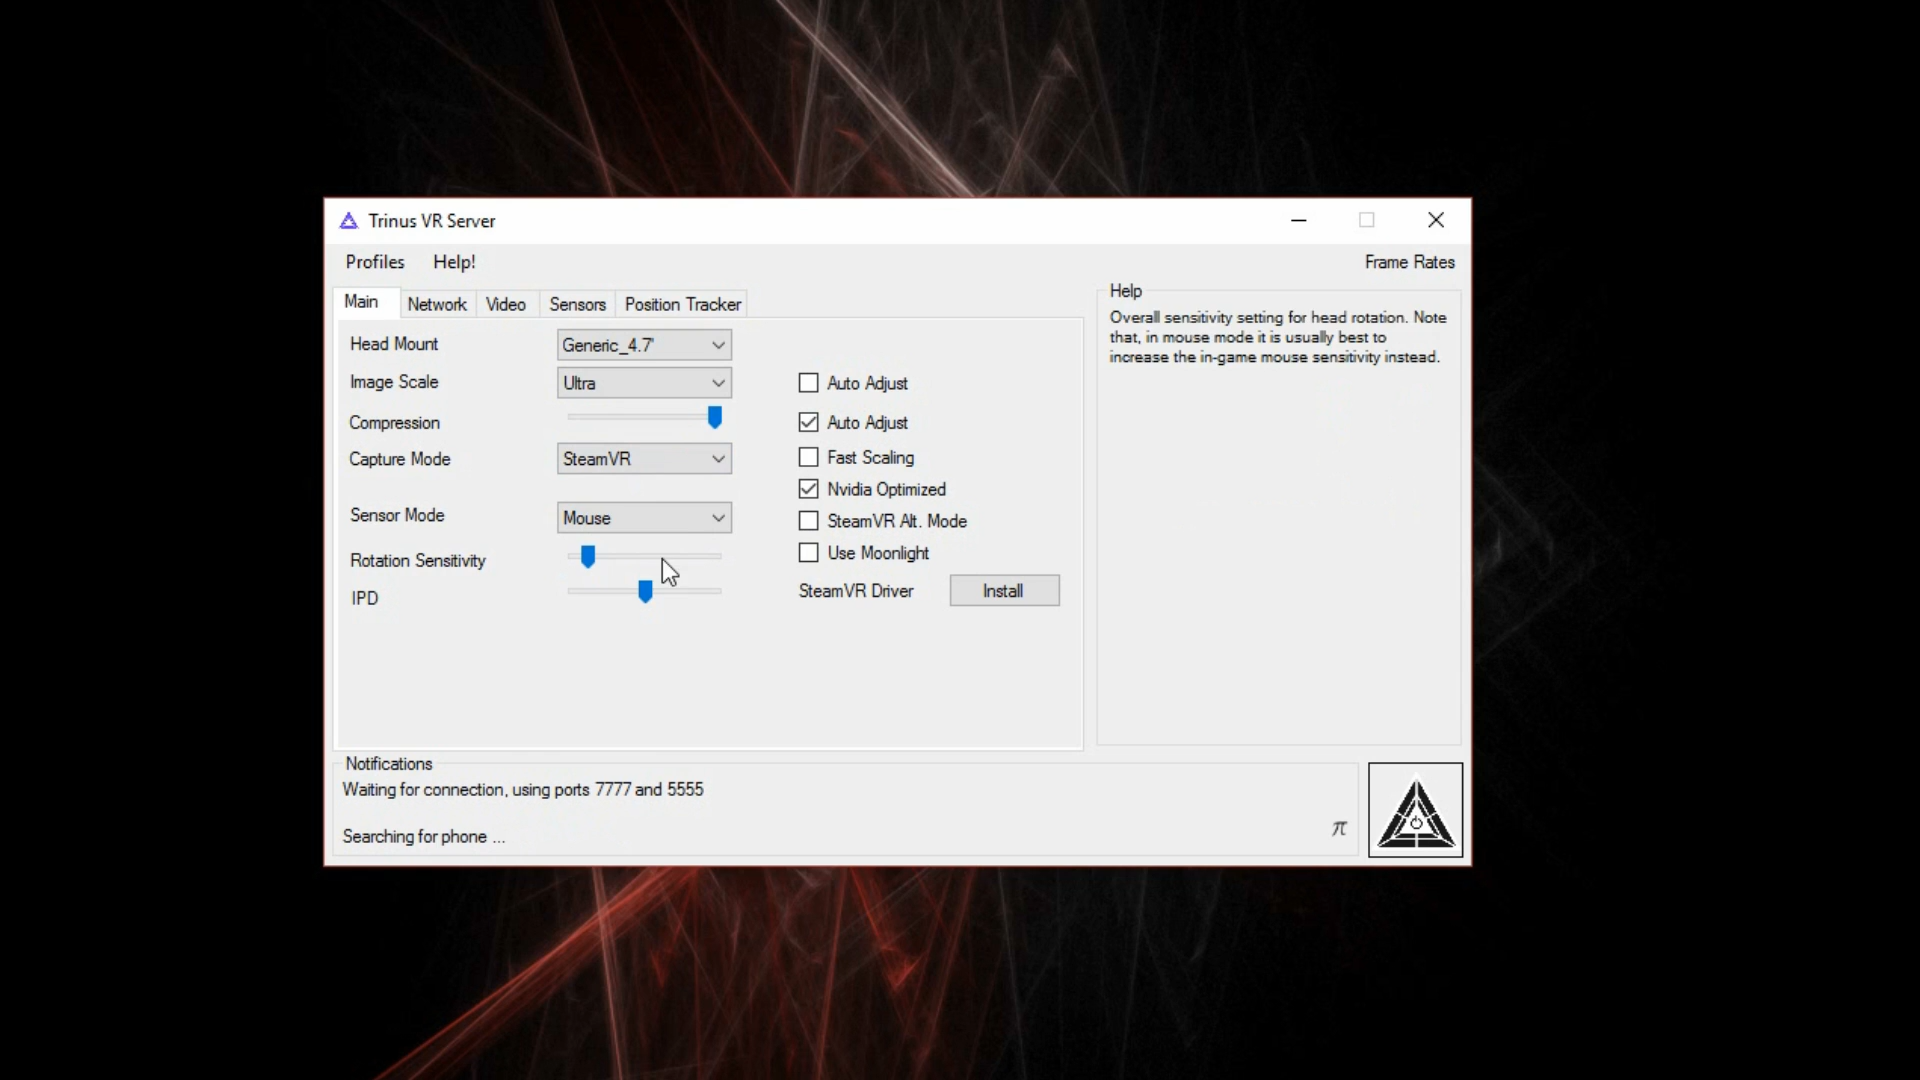 Trinus VR Server
Profiles Help! Frame Rates
Main Network Video Sensors Position Tracker
Head Mount Generic_4.7'
Image Scale Ultra Auto Adjust
Compression Auto Adjust
Capture Mode SteamVR Fast Scaling
Nvidia Optimized
Sensor Mode Mouse SteamVR Alt. Mode
Rotation Sensitivity Use Moonlight
IPD SteamVR Driver Install
Help
Overall sensitivity setting for head rotation. Note
that, in mouse mode it is usually best to
increase the in-game mouse sensitivity instead.
Notifications
Waiting for connection, using ports 7777 and 5555
Searching for phone ...
π